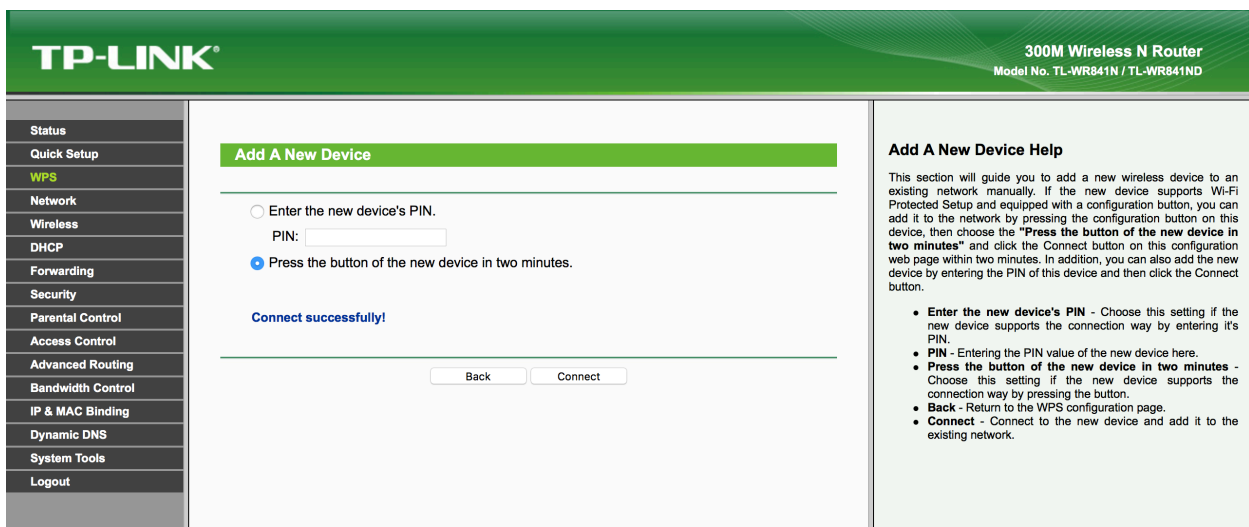 TP-LINK®
300M Wireless N Router
Model No. TL-WR841N / TL-WR841ND
Status
Quick Setup
WPS
Network
Wireless
DHCP
Forwarding
Security
Parental Control
Access Control
Advanced Routing
Bandwidth Control
IP & MAC Binding
Dynamic DNS
System Tools
Logout
Add A New Device
Enter the new device's PIN.
PIN:
Press the button of the new device in two minutes.
Connect successfully!
Back
Connect
Add A New Device Help
This section will guide you to add a new wireless device to an
existing network manually. If the new device supports Wi-Fi
Protected Setup and equipped with a configuration button, you can
add it to the network by pressing the configuration button on this
device, then choose the "Press the button of the new device in
two minutes" and click the Connect button on this configuration
web page within two minutes. In addition, you can also add the new
device by entering the PIN of this device and then click the Connect
button.
Enter the new device's PIN - Choose this setting if the
new device supports the connection way by entering it's
PIN.
PIN - Entering the PIN value of the new device here.
Press the button of the new device in two minutes -
Choose this setting if the new device supports the
connection way by pressing the button.
Back - Return to the WPS configuration page.
Connect - Connect to the new device and add it to the
existing network.